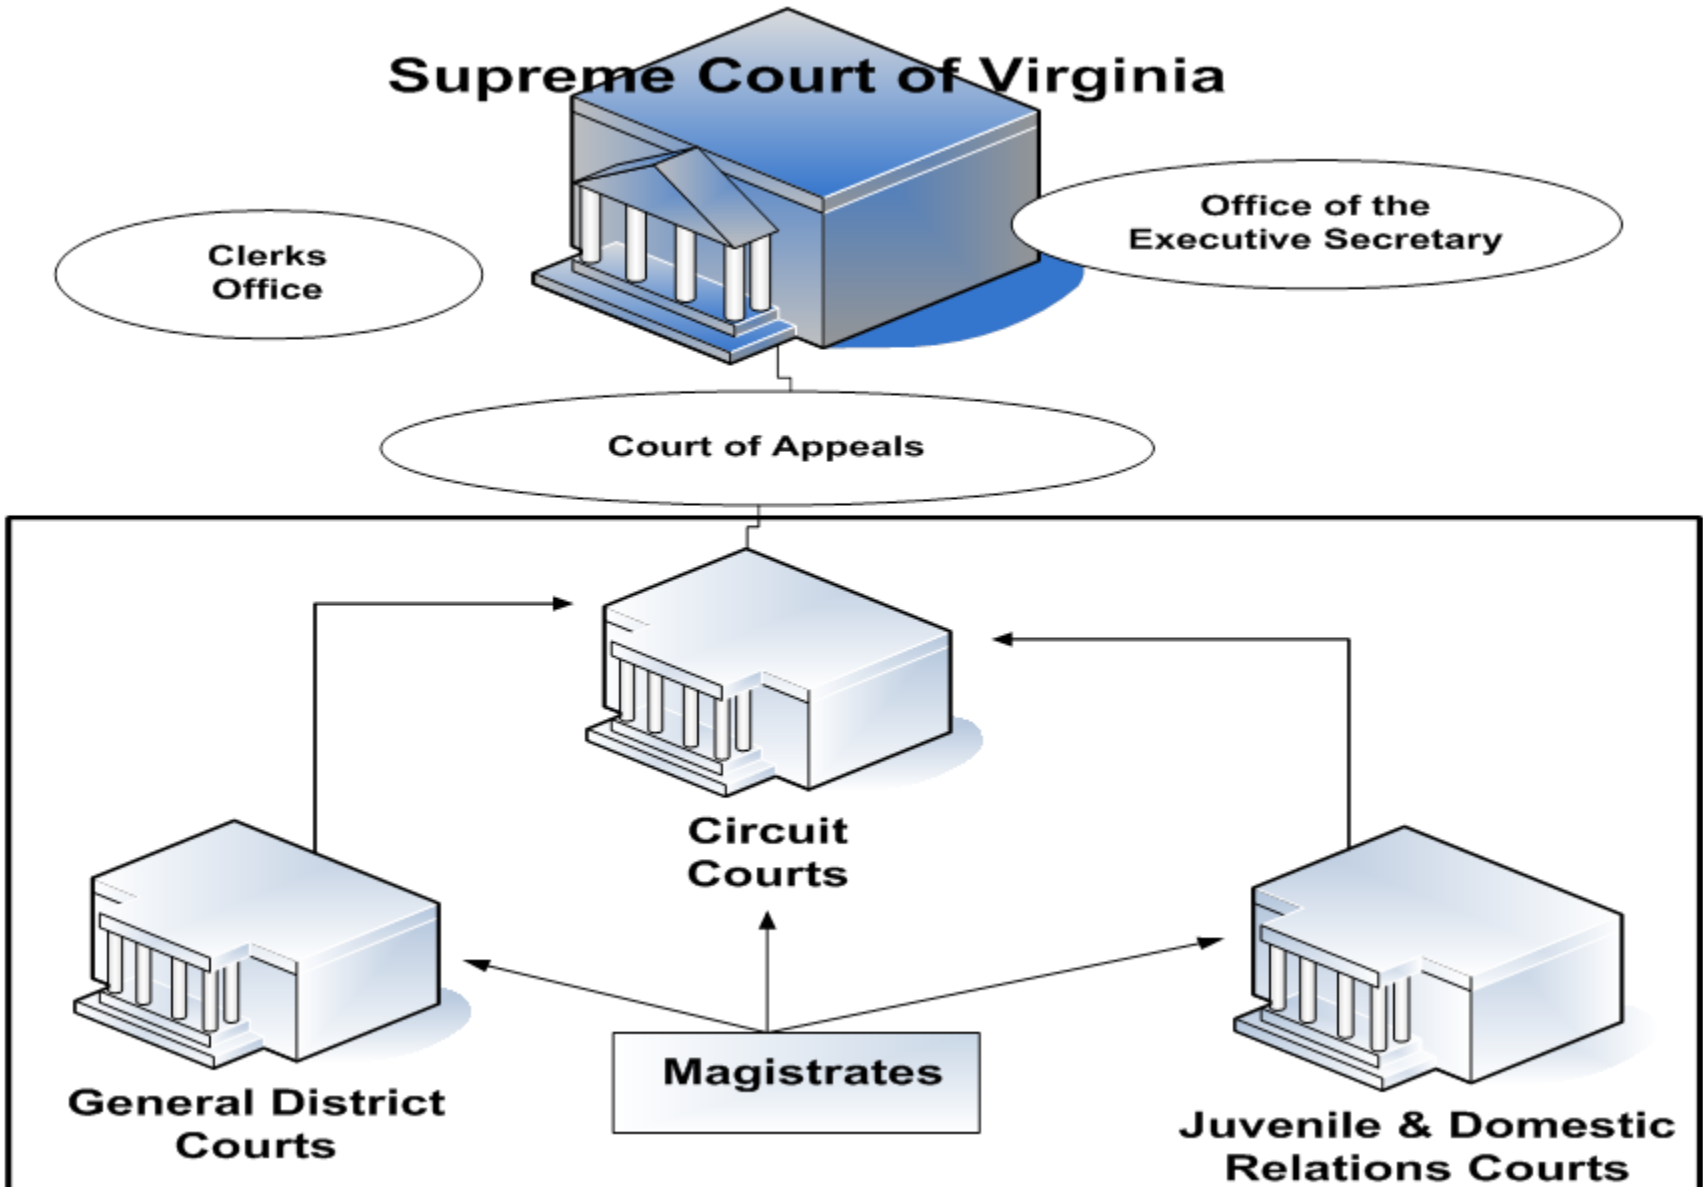 Supreme Court of Virginia
Clerks
Office
Office of the
Executive Secretary
Court of Appeals
Circuit
Courts
Magistrates
General District
Courts
Juvenile & Domestic
Relations Courts